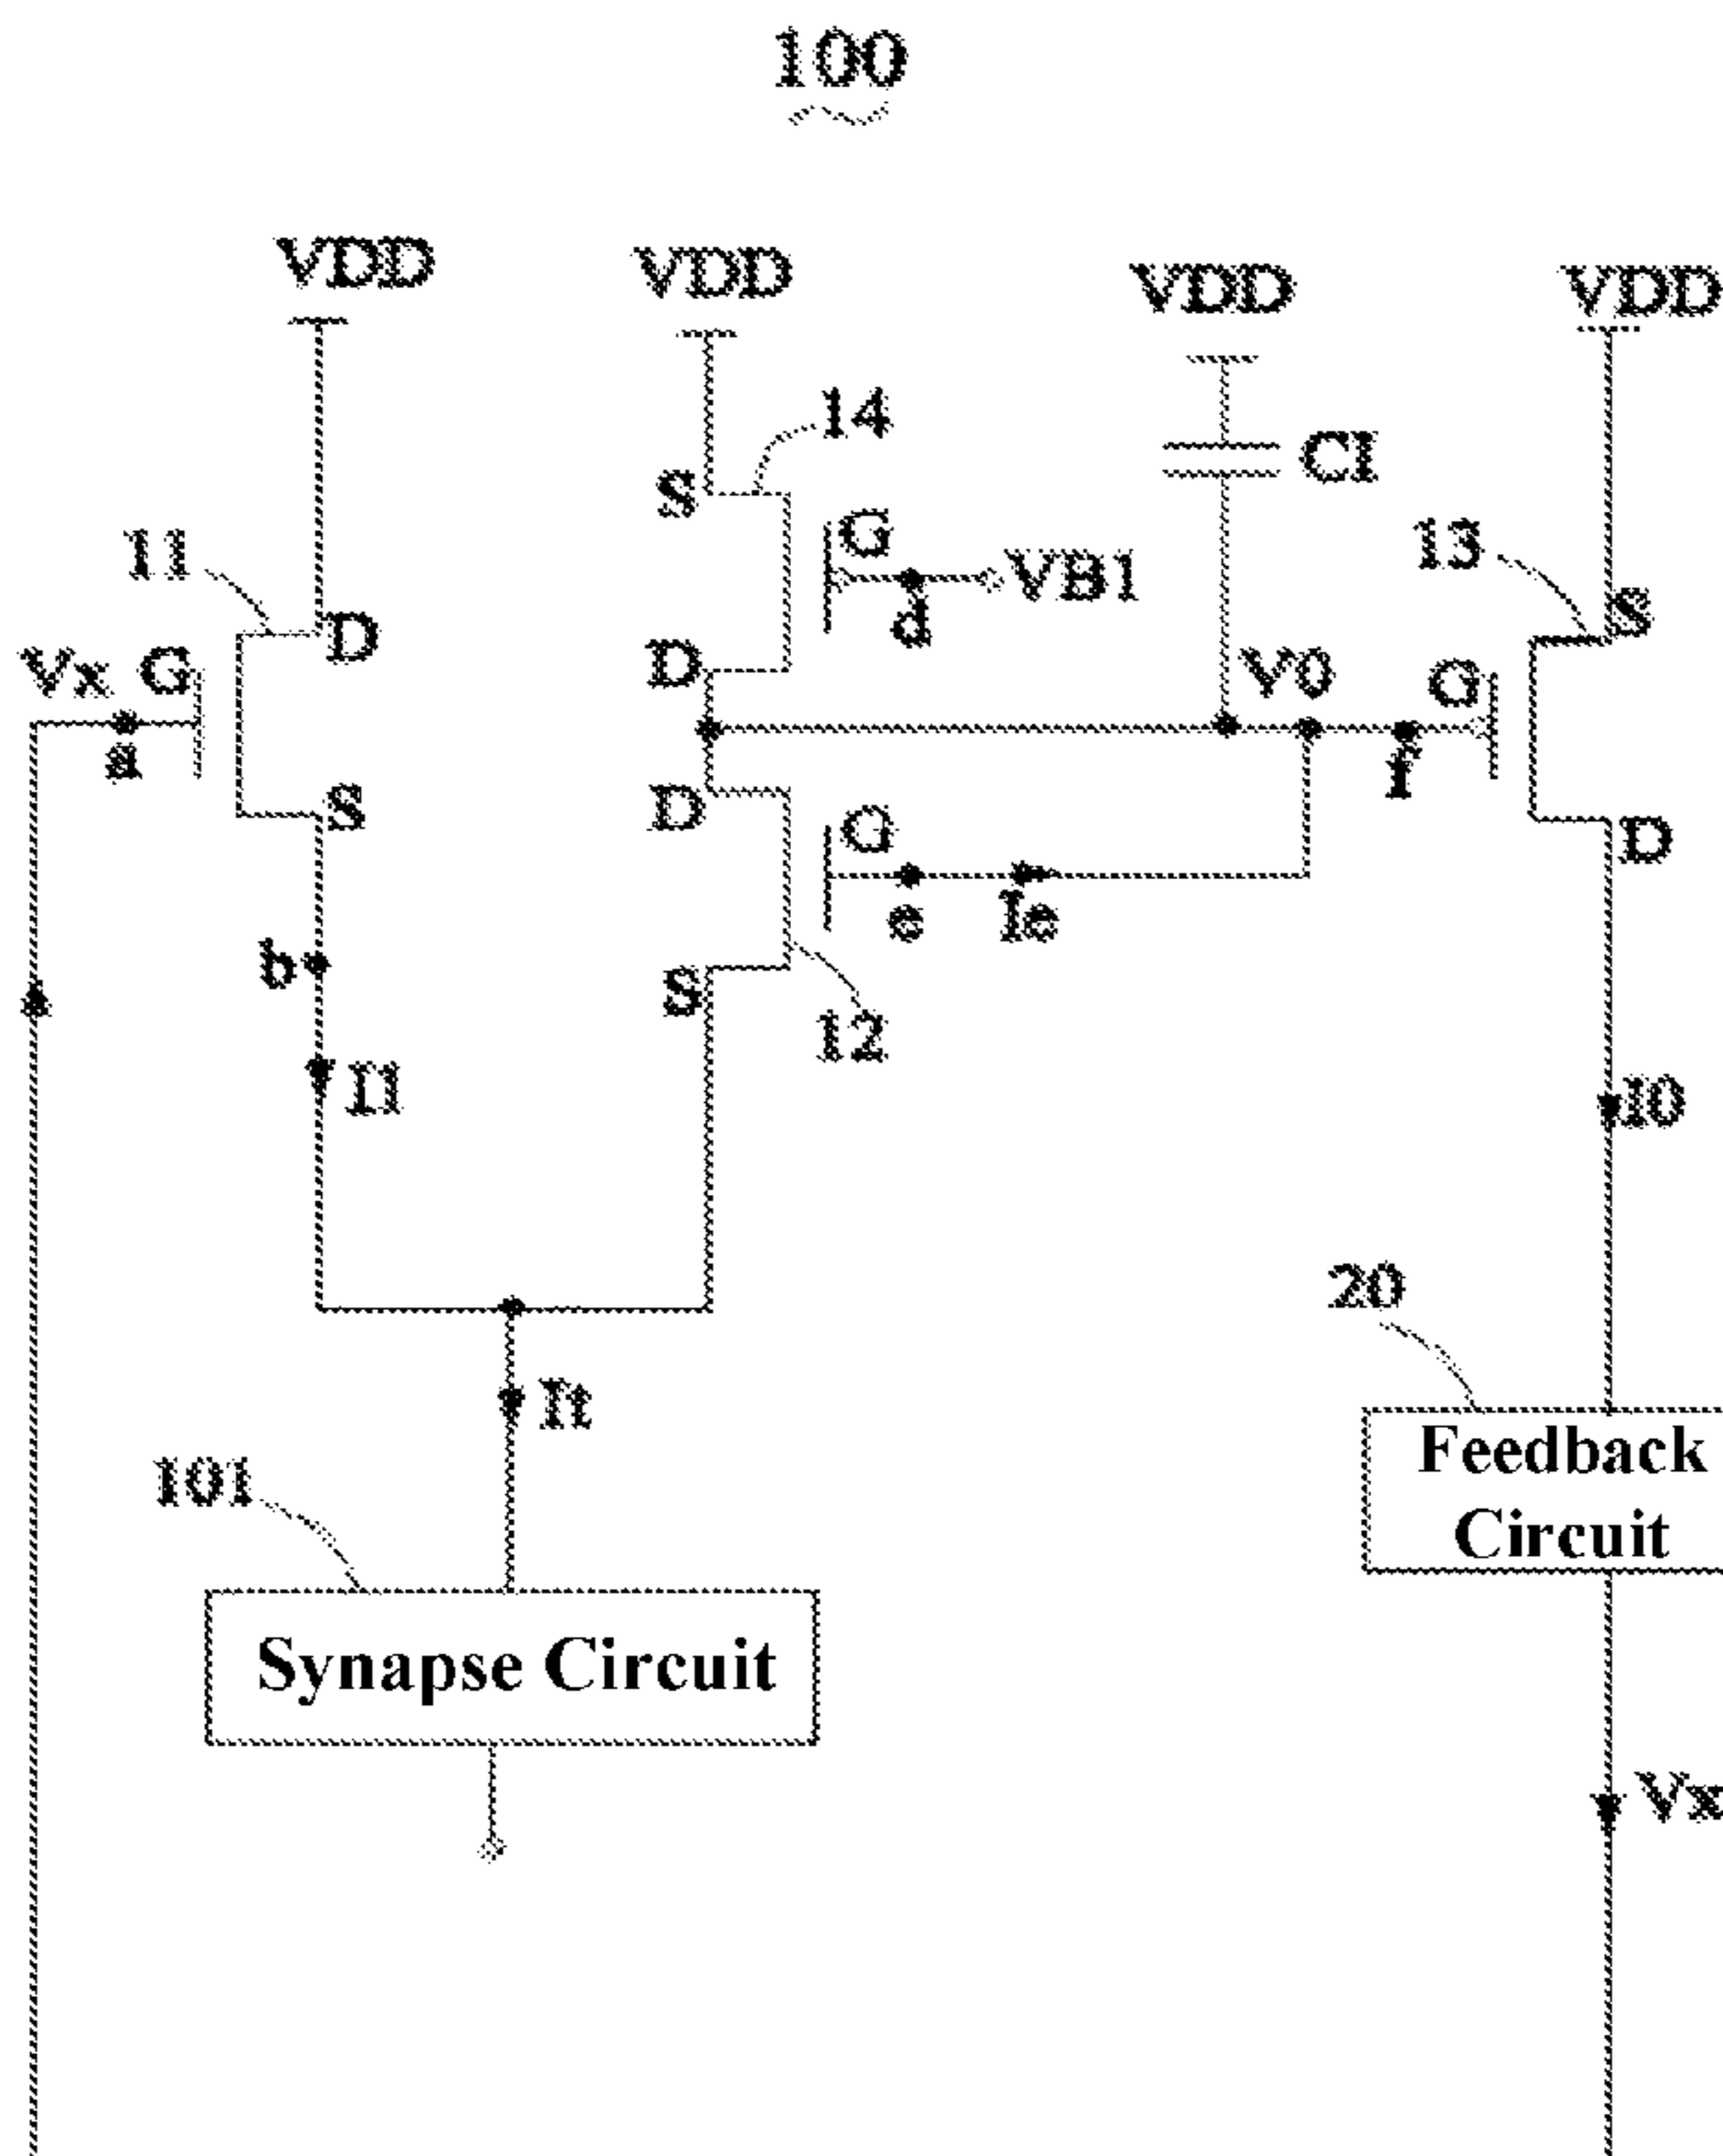 100
VDD VDD VDD VDD
14
S CI
11 G VB1 13
d
D S
Vx G D V0 G
a f
S D G D
e Ie
b S
12
I1 I0
20
It
Feedback
Circuit
101
Synapse Circuit
Vx